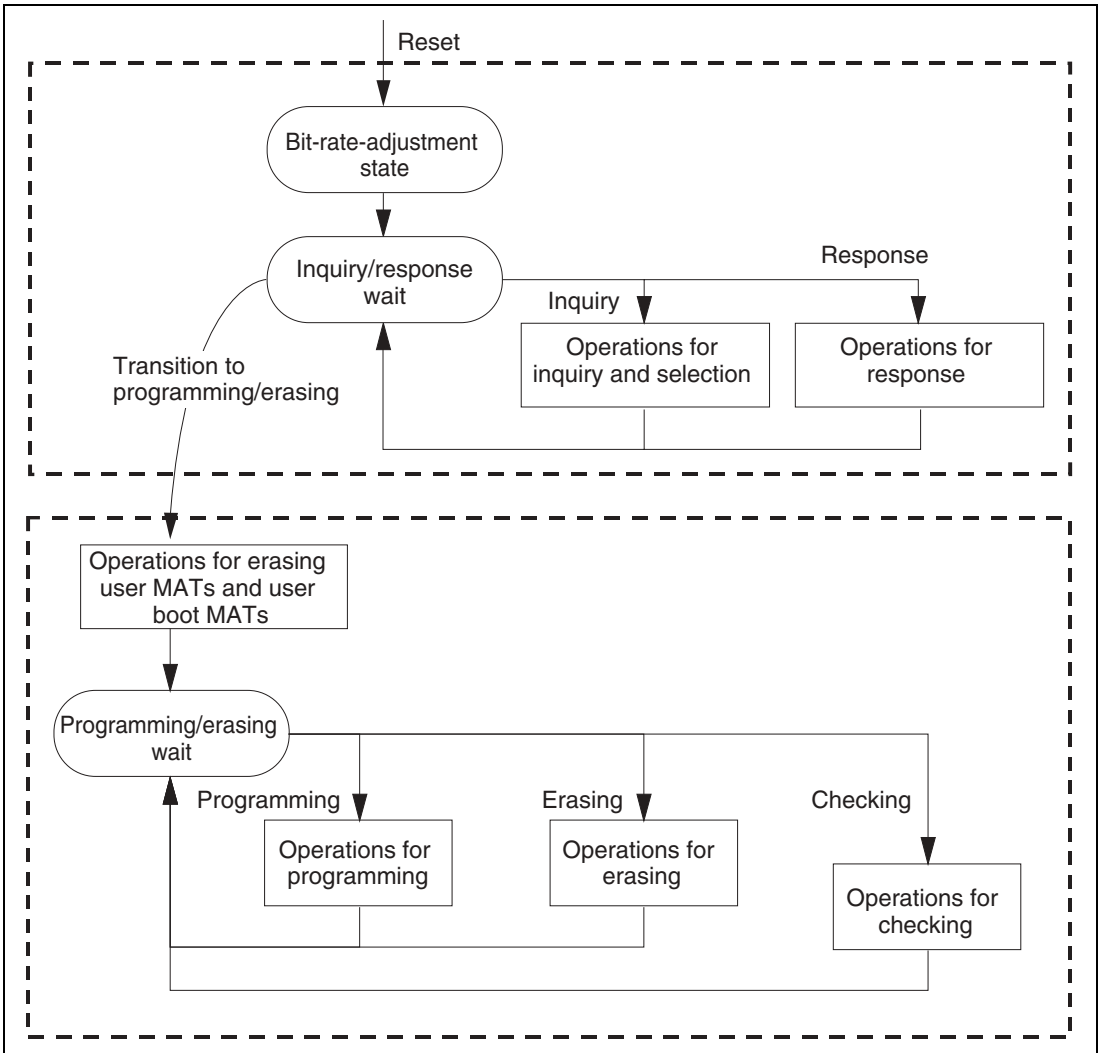 Reset
Bit-rate-adjustment
state
Inquiry/response
wait
Response
Inquiry
Operations for
inquiry and selection
Operations for
response
Transition to
programming/erasing
Operations for erasing
user MATs and user
boot MATs
Programming/erasing
wait
Programming
Erasing
Checking
Operations for
programming
Operations for
erasing
Operations for
checking